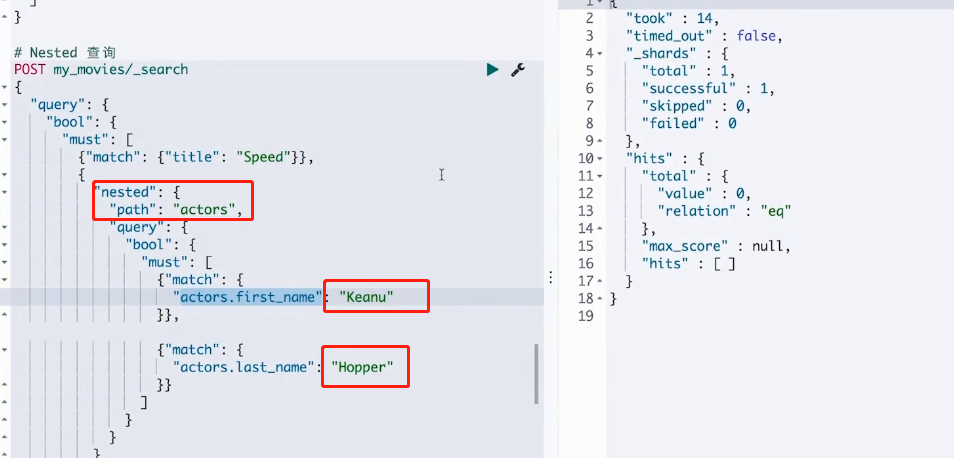 ]
}
# Nested 查询
POST my_movies/_search
{
"query": {
"bool": {
"must": [
{"match": {"title": "Speed"}},
{
"nested": {
"path": "actors",
"query": {
"bool": {
"must": [
{"match": {
"actors.first_name": "Keanu"
}},
{"match": {
"actors.last_name": "Hopper"
}}
]
}
}
}
1 {
2 "took" : 14,
3 "timed_out" : false,
4 "_shards" : {
5 "total" : 1,
6 "successful" : 1,
7 "skipped" : 0,
8 "failed" : 0
9 },
10 "hits" : {
11 "total" : {
12 "value" : 0,
13 "relation" : "eq"
14 },
15 "max_score" : null,
16 "hits" : [ ]
17 }
18 }
19